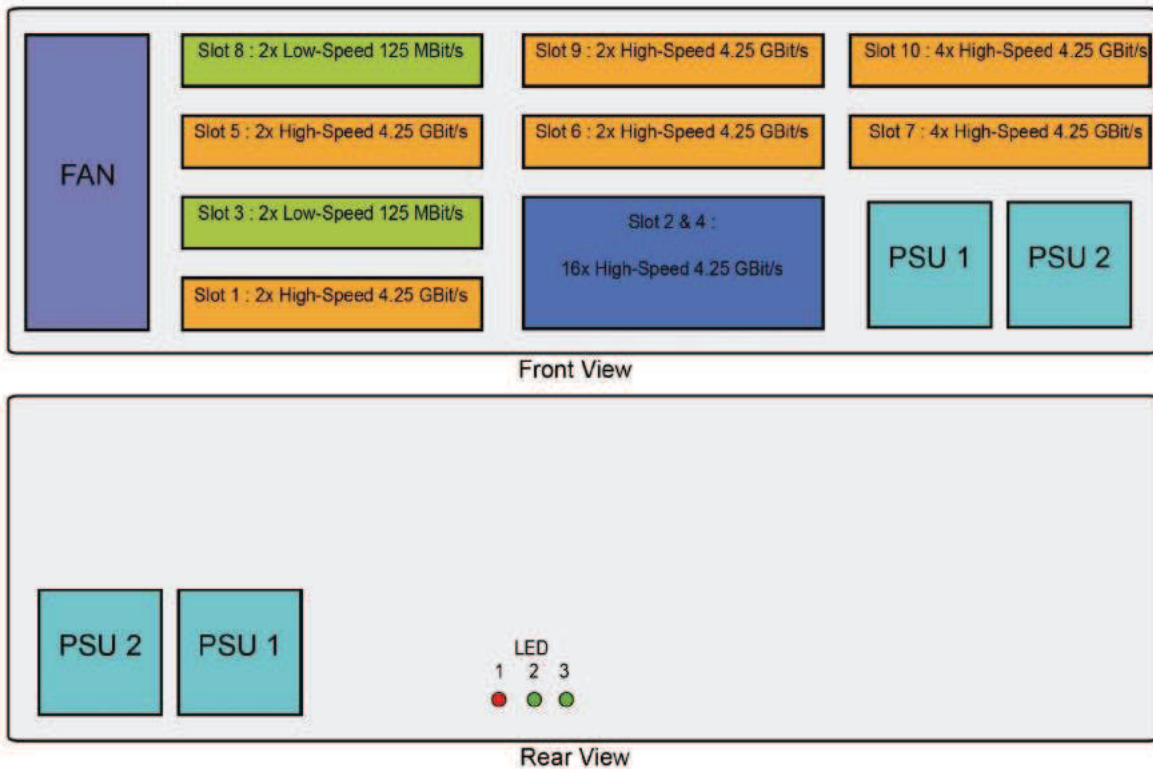 Slot 8 : 2x Low-Speed 125 MBit/s
Slot 9 : 2x High-Speed 4.25 GBit/s
Slot 10 : 4x High-Speed 4.25 GBit/s
Slot 5 : 2x High-Speed 4.25 GBit/s
Slot 6 : 2x High-Speed 4.25 GBit/s
Slot 7 : 4x High-Speed 4.25 GBit/s
FAN
Slot 3 : 2x Low-Speed 125 MBit/s
Slot 2 & 4 :
16x High-Speed 4.25 GBit/s
PSU 1
PSU 2
Slot 1 : 2x High-Speed 4.25 GBit/s
Front View
PSU 2
PSU 1
LED
1 2 3
Rear View